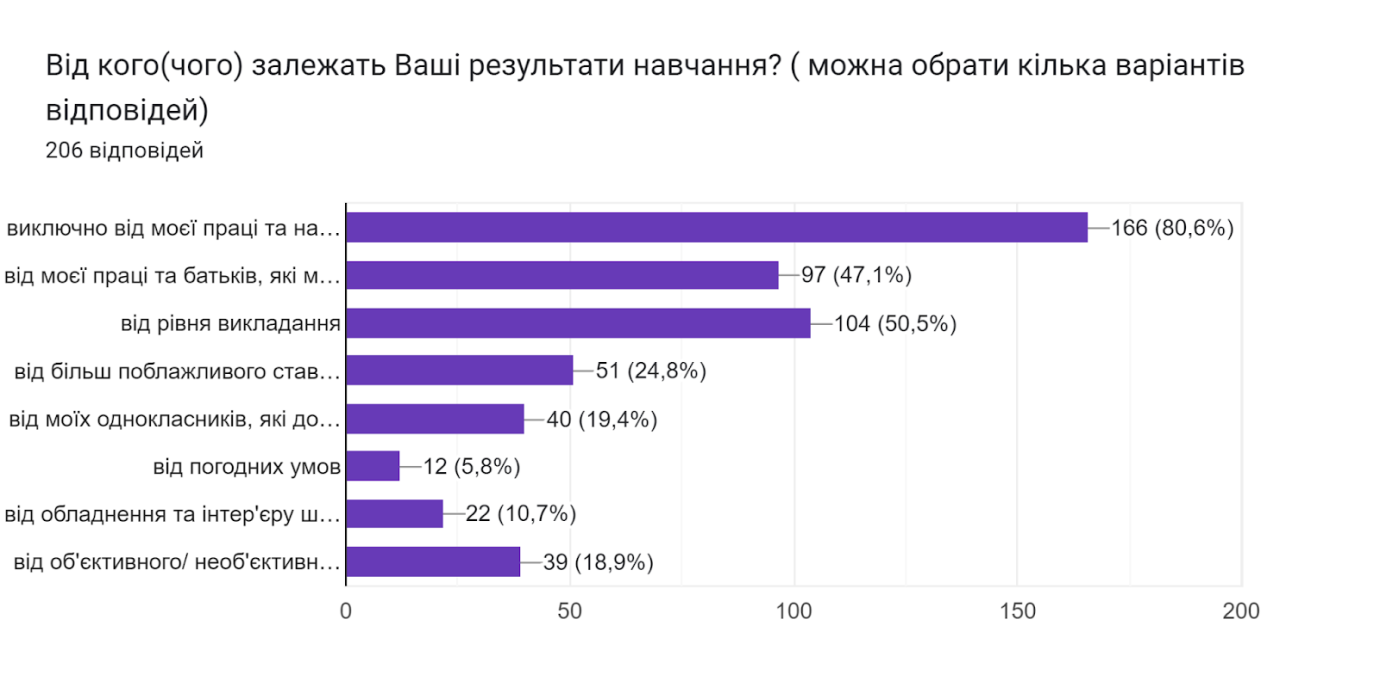 Від кого(чого) залежать Ваші результати навчання? ( можна обрати кілька варіантів
відповідей)
206 відповідей
виключно від моєї праці та на…
166 (80,6%)
від моєї праці та батьків, які м…
97 (47,1%)
від рівня викладання
104 (50,5%)
від більш поблажливого став…
51 (24,8%)
від моїх однокласників, які до…
40 (19,4%)
від погодних умов
12 (5,8%)
від обладнення та інтер'єру ш…
22 (10,7%)
від об'єктивного/ необ'єктивн…
39 (18,9%)
0 50 100 150 200